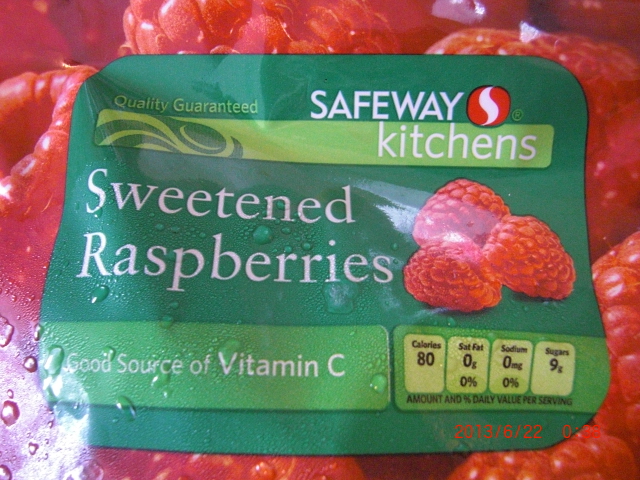 Quality Guaranteed
SAFEWAY ®
kitchens
Sweetened
Raspberries
Good Source of Vitamin C
Calories 80
Sat Fat 0g 0%
Sodium 0mg 0%
Sugars 9g
AMOUNT AND % DAILY VALUE PER SERVING
2013/6/22